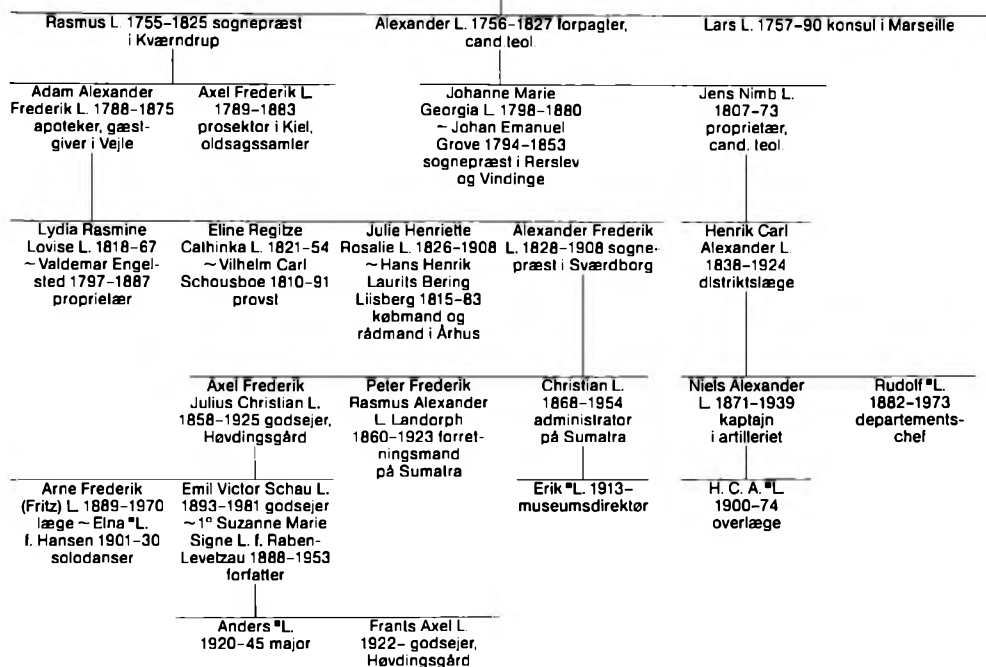 Rasmus L. 1755-1825 sognepræst
i Kværndrup
Alexander L. 1756-1827 forpagter,
cand. teol.
Lars L. 1757-90 konsul i Marseille
Adam Alexander
Frederik L. 1788-1875
apoteker, gæst-
giver i Vejle
Axel Frederik L.
1789-1883
prosektor i Kiel,
oldsagssamler
Johanne Marie
Georgia L. 1798-1880
~ Johan Emanuel
Grove 1794-1853
sognepræst i Rerslev
og Vindinge
Jens Nimb L.
1807-73
proprietær,
cand. teol.
Lydia Rasmine
Lovise L. 1818-67
~ Valdemar Engel-
sted 1797-1887
proprietær
Eline Regitze
Cathinka L. 1821-54
~ Vilhelm Carl
Schousboe 1810-91
provst
Julie Henriette
Rosalie L. 1826-1908
~ Hans Henrik
Laurits Bering
Liisberg 1815-83
købmand og
rådmand i Århus
Alexander Frederik
L. 1828-1908 sogne-
præst i Sværdborg
Henrik Carl
Alexander L.
1838-1924
distriktslæge
Axel Frederik
Julius Christian L.
1858-1925 godsejer,
Høvdingsgård
Peter Frederik
Rasmus Alexander
L. Landorph
1860-1923 forret-
ningsmand
på Sumatra
Christian L.
1868-1954
administrator
på Sumatra
Niels Alexander
L. 1871-1939
kaptajn
i artilleriet
Rudolf *L.
1882-1973
departements-
chef
Arne Frederik
(Fritz) L. 1889-1970
læge ~ Elna *L.
f. Hansen 1901-30
solodanser
Emil Victor Schau L.
1893-1981 godsejer
~ 1° Suzanne Marie
Signe L. f. Raben-
Levetzau 1888-1953
forfatter
Erik *L. 1913-
museumsdirektør
H. C. A. *L.
1900-74
overlæge
Anders *L.
1920-45 major
Frants Axel L.
1922- godsejer,
Høvdingsgård